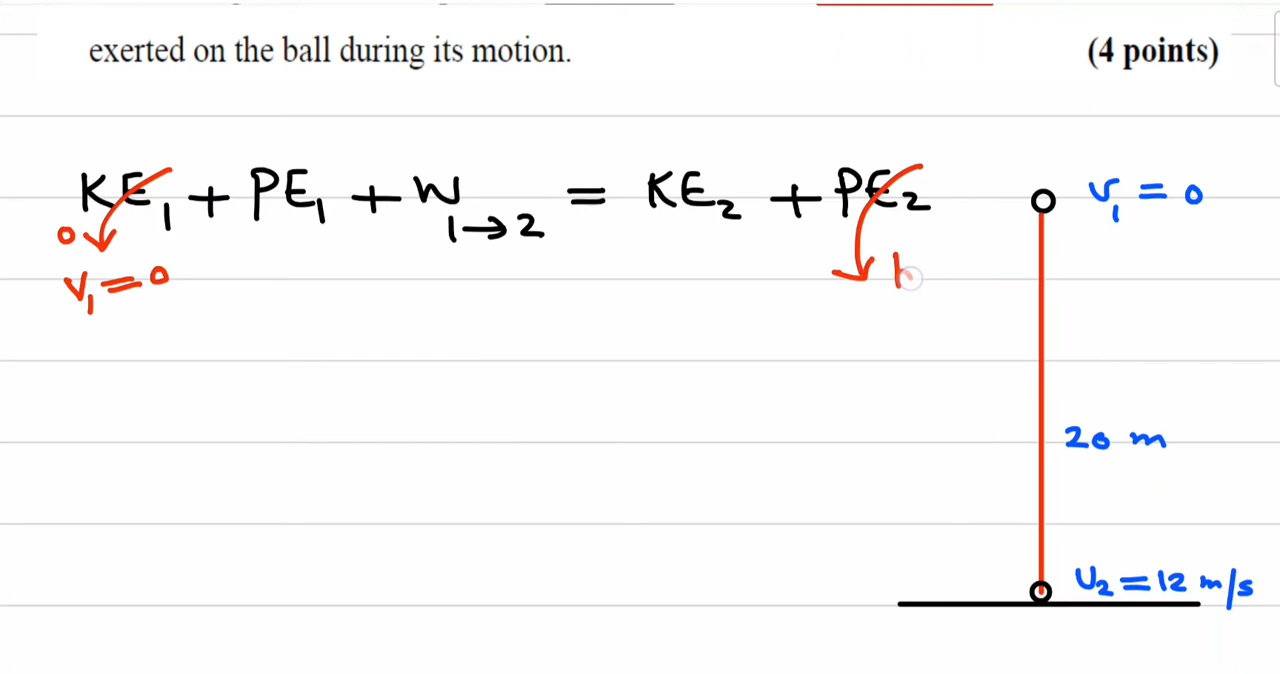 exerted on the ball during its motion. (4 points)
KE₁ + PE₁ + W₁→₂ = KE₂ + PE₂
0
v₁ = 0
h
v₁ = 0
20 m
v₂ = 12 m/s